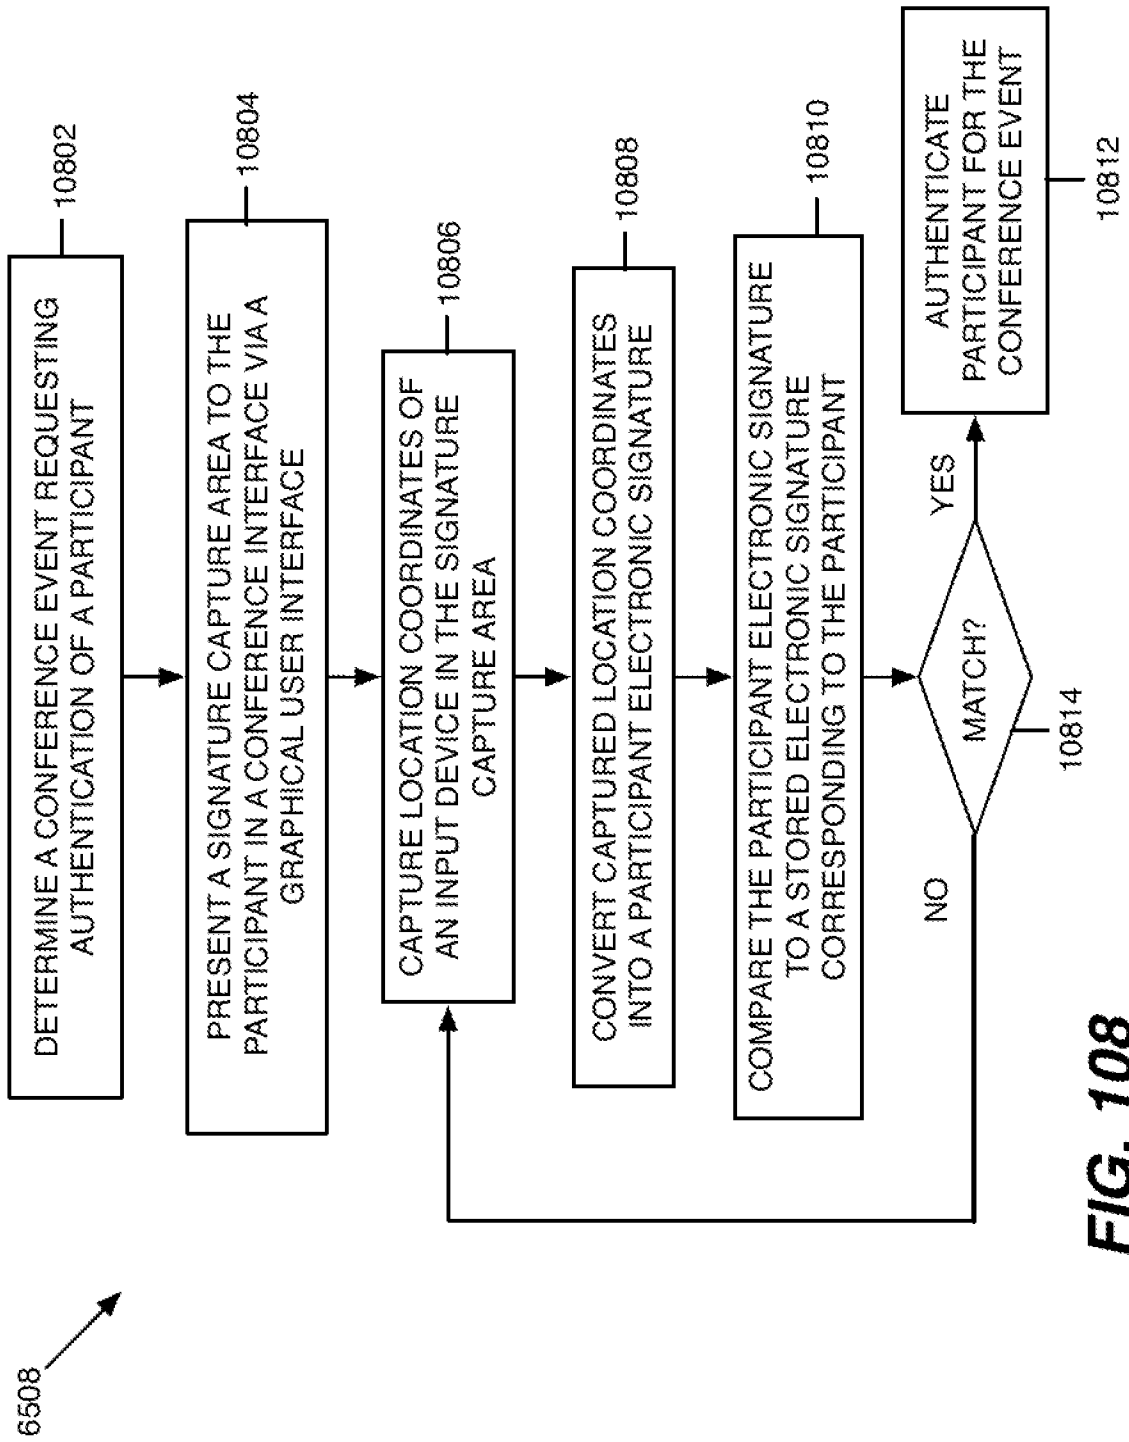 6508
DETERMINE A CONFERENCE EVENT REQUESTING
AUTHENTICATION OF A PARTICIPANT
10802
PRESENT A SIGNATURE CAPTURE AREA TO THE
PARTICIPANT IN A CONFERENCE INTERFACE VIA A
GRAPHICAL USER INTERFACE
10804
CAPTURE LOCATION COORDINATES OF
AN INPUT DEVICE IN THE SIGNATURE
CAPTURE AREA
10806
CONVERT CAPTURED LOCATION COORDINATES
INTO A PARTICIPANT ELECTRONIC SIGNATURE
10808
COMPARE THE PARTICIPANT ELECTRONIC SIGNATURE
TO A STORED ELECTRONIC SIGNATURE
CORRESPONDING TO THE PARTICIPANT
10810
NO
MATCH?
10814
YES
AUTHENTICATE
PARTICIPANT FOR THE
CONFERENCE EVENT
10812
FIG. 108